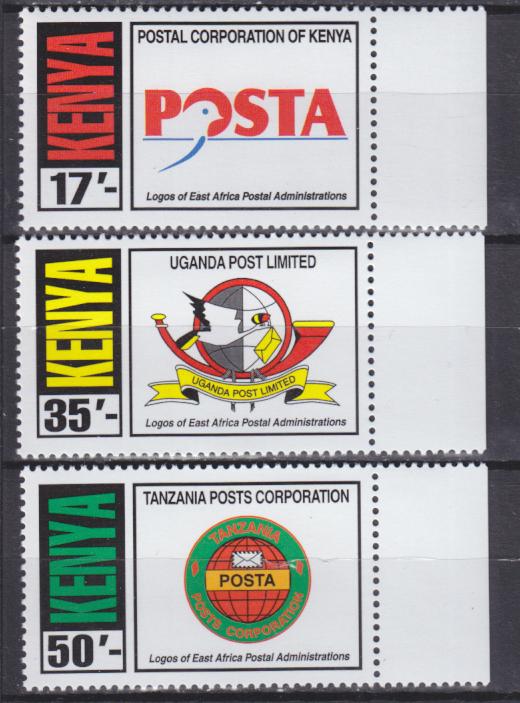 KENYA
17'-
POSTAL CORPORATION OF KENYA
POSTA
Logos of East Africa Postal Administrations
KENYA
35'-
UGANDA POST LIMITED
UGANDA POST LIMITED
Logos of East Africa Postal Administrations
KENYA
50'-
TANZANIA POSTS CORPORATION
TANZANIA
POSTA
POSTS CORPORATION
Logos of East Africa Postal Administrations